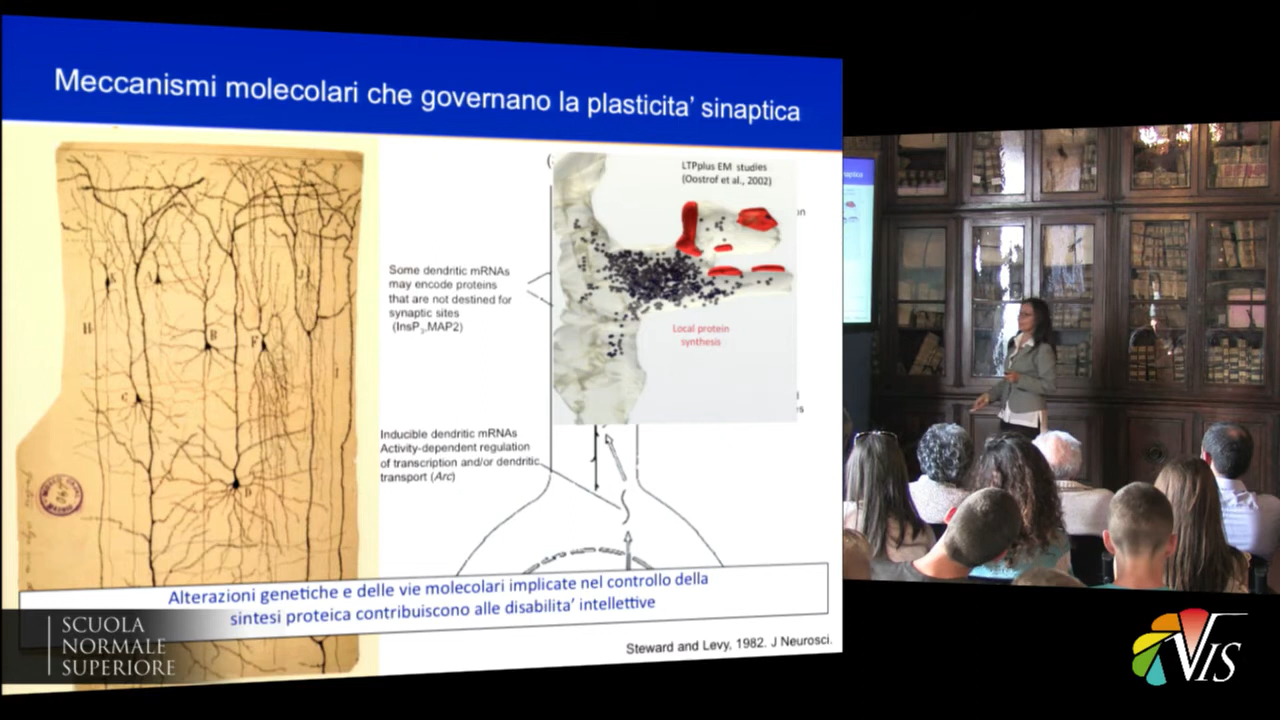 Meccanismi molecolari che governano la plasticita' sinaptica
LTPplus EM studies
(Oostrof et al., 2002)
Some dendritic mRNAs
may encode proteins
that are not destined for
synaptic sites
(InsP3,MAP2)
Local protein
synthesis
Inducible dendritic mRNAs
Activity-dependent regulation
of transcription and/or dendritic
transport (Arc)
Alterazioni genetiche e delle vie molecolari implicate nel controllo della
sintesi proteica contribuiscono alle disabilita' intellettive
Steward and Levy, 1982. J Neurosci.
SCUOLA
NORMALE
SUPERIORE
VIS
H
A
B
F
I
C
D